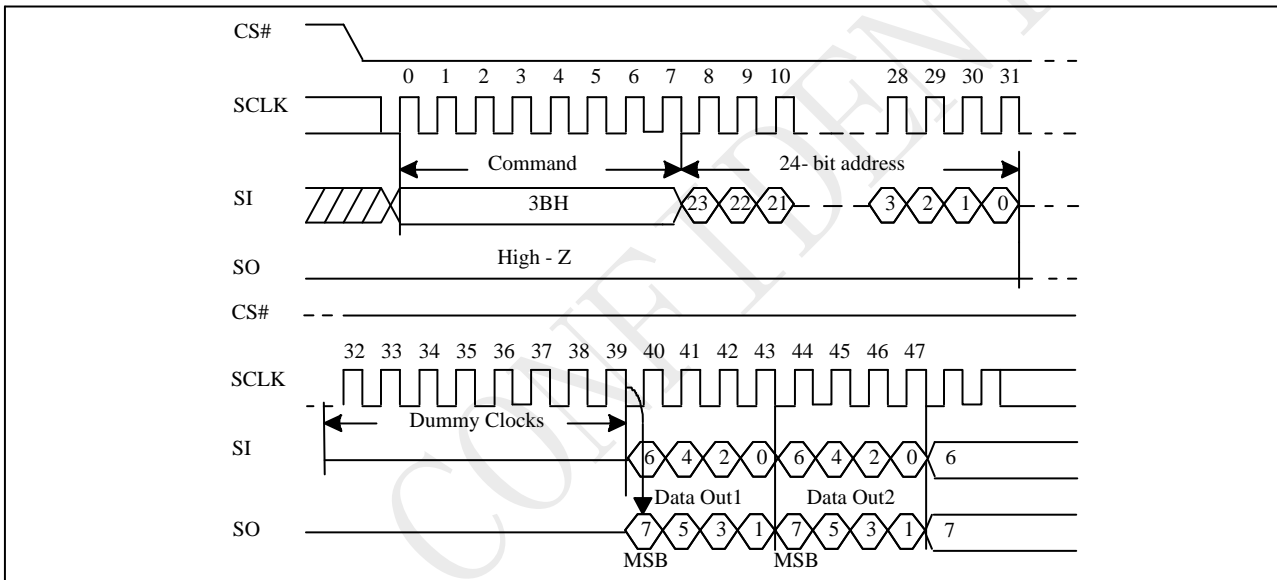 CS#
0 1 2 3 4 5 6 7 8 9 10 28 29 30 31
SCLK
Command 24- bit address
SI 3BH 23 22 21 3 2 1 0
High - Z
SO
CS#
32 33 34 35 36 37 38 39 40 41 42 43 44 45 46 47
SCLK
Dummy Clocks
SI 6 4 2 0 6 4 2 0 6
Data Out1 Data Out2
SO 7 5 3 1 7 5 3 1 7
MSB MSB
CONFIDENT